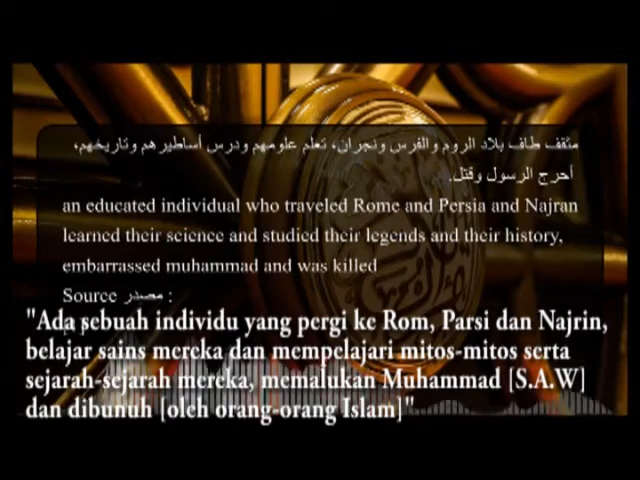 مثقف طاف بلاد الروم والفرس ونجران، تعلم علومهم ودرس أساطيرهم وتاريخهم،
أحرج الرسول وقتل.
an educated individual who traveled Rome and Persia and Najran
learned their science and studied their legends and their history,
embarrassed muhammad and was killed
Source مصدر :
"Ada sebuah individu yang pergi ke Rom, Parsi dan Najrin,
belajar sains mereka dan mempelajari mitos-mitos serta
sejarah-sejarah mereka, memalukan Muhammad [S.A.W]
dan dibunuh [oleh orang-orang Islam]"